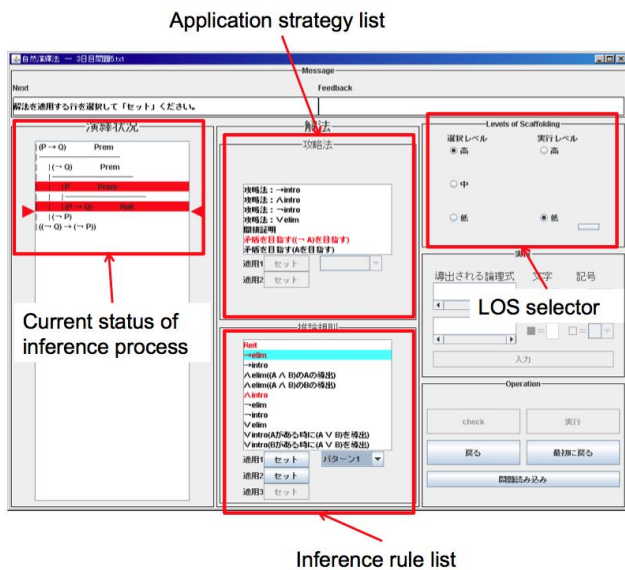 Application strategy list
自然演繹法 — 3日目問題5.txt
Message
Next
Feedback
解法を適用する行を選択して「セット」ください。
演繹状況
|(P → Q) Prem
| |(¬ Q) Prem
| | |P Prem
| | |(P → Q) Reit
| |(¬ P)
|((¬ Q) → (¬ P))
Current status of
inference process
解法
攻略法
攻略法：→intro
攻略法：∧intro
攻略法：¬intro
攻略法：∨elim
間接証明
矛盾を目指す((¬ A)を目指す)
矛盾を目指す(Aを目指す)
適用1 セット
適用2 セット
推論規則
Reit
→elim
→intro
∧elim((A ∧ B)のAの導出)
∧elim((A ∧ B)のBの導出)
∧intro
¬elim
¬intro
∨elim
∨intro(Aがある時に(A ∨ B)を導出)
∨intro(Bがある時に(A ∨ B)を導出)
適用1 セット パターン1
適用2 セット
適用3 セット
Levels of Scaffolding
選択レベル 実行レベル
高 高
中
低 低
LOS selector
導出される論理式 文字 記号
■= □=
入力
Operation
check 実行
戻る 最初に戻る
問題読み込み
Inference rule list